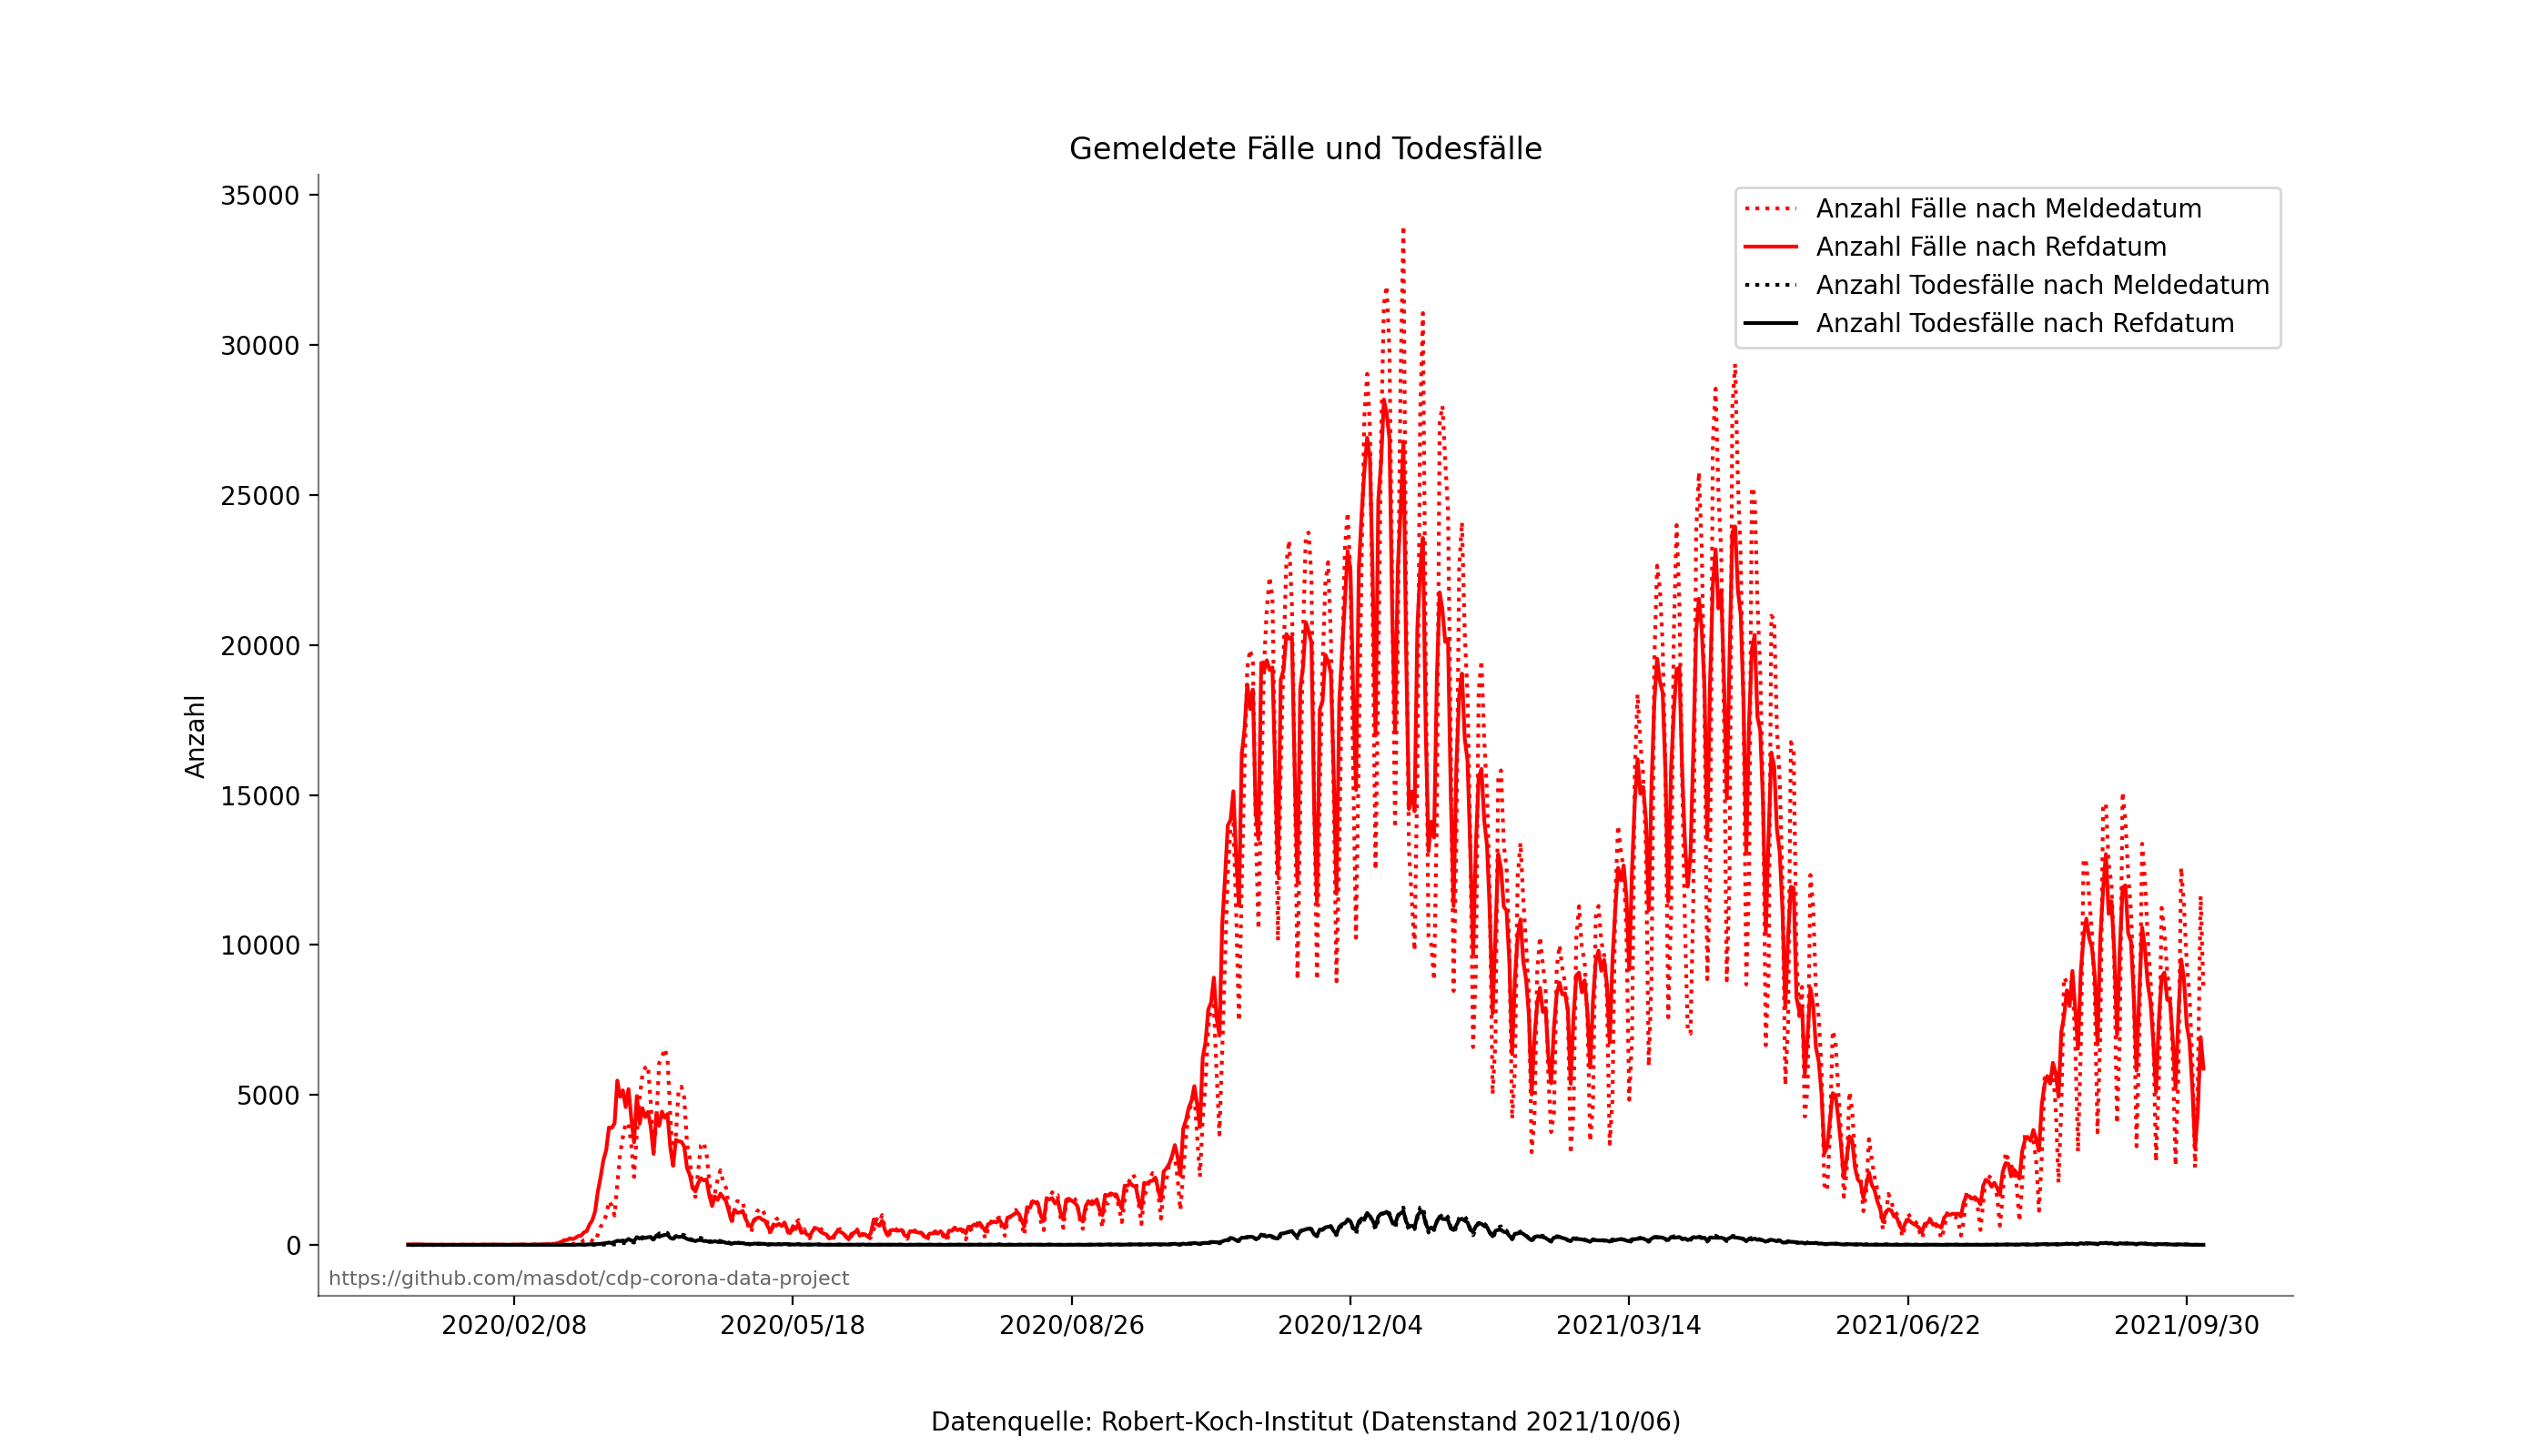 Gemeldete Fälle und Todesfälle
35000
30000
25000
20000
15000
10000
5000
0
Anzahl
Anzahl Fälle nach Meldedatum
Anzahl Fälle nach Refdatum
Anzahl Todesfälle nach Meldedatum
Anzahl Todesfälle nach Refdatum
https://github.com/masdot/cdp-corona-data-project
2020/02/08 2020/05/18 2020/08/26 2020/12/04 2021/03/14 2021/06/22 2021/09/30
Datenquelle: Robert-Koch-Institut (Datenstand 2021/10/06)